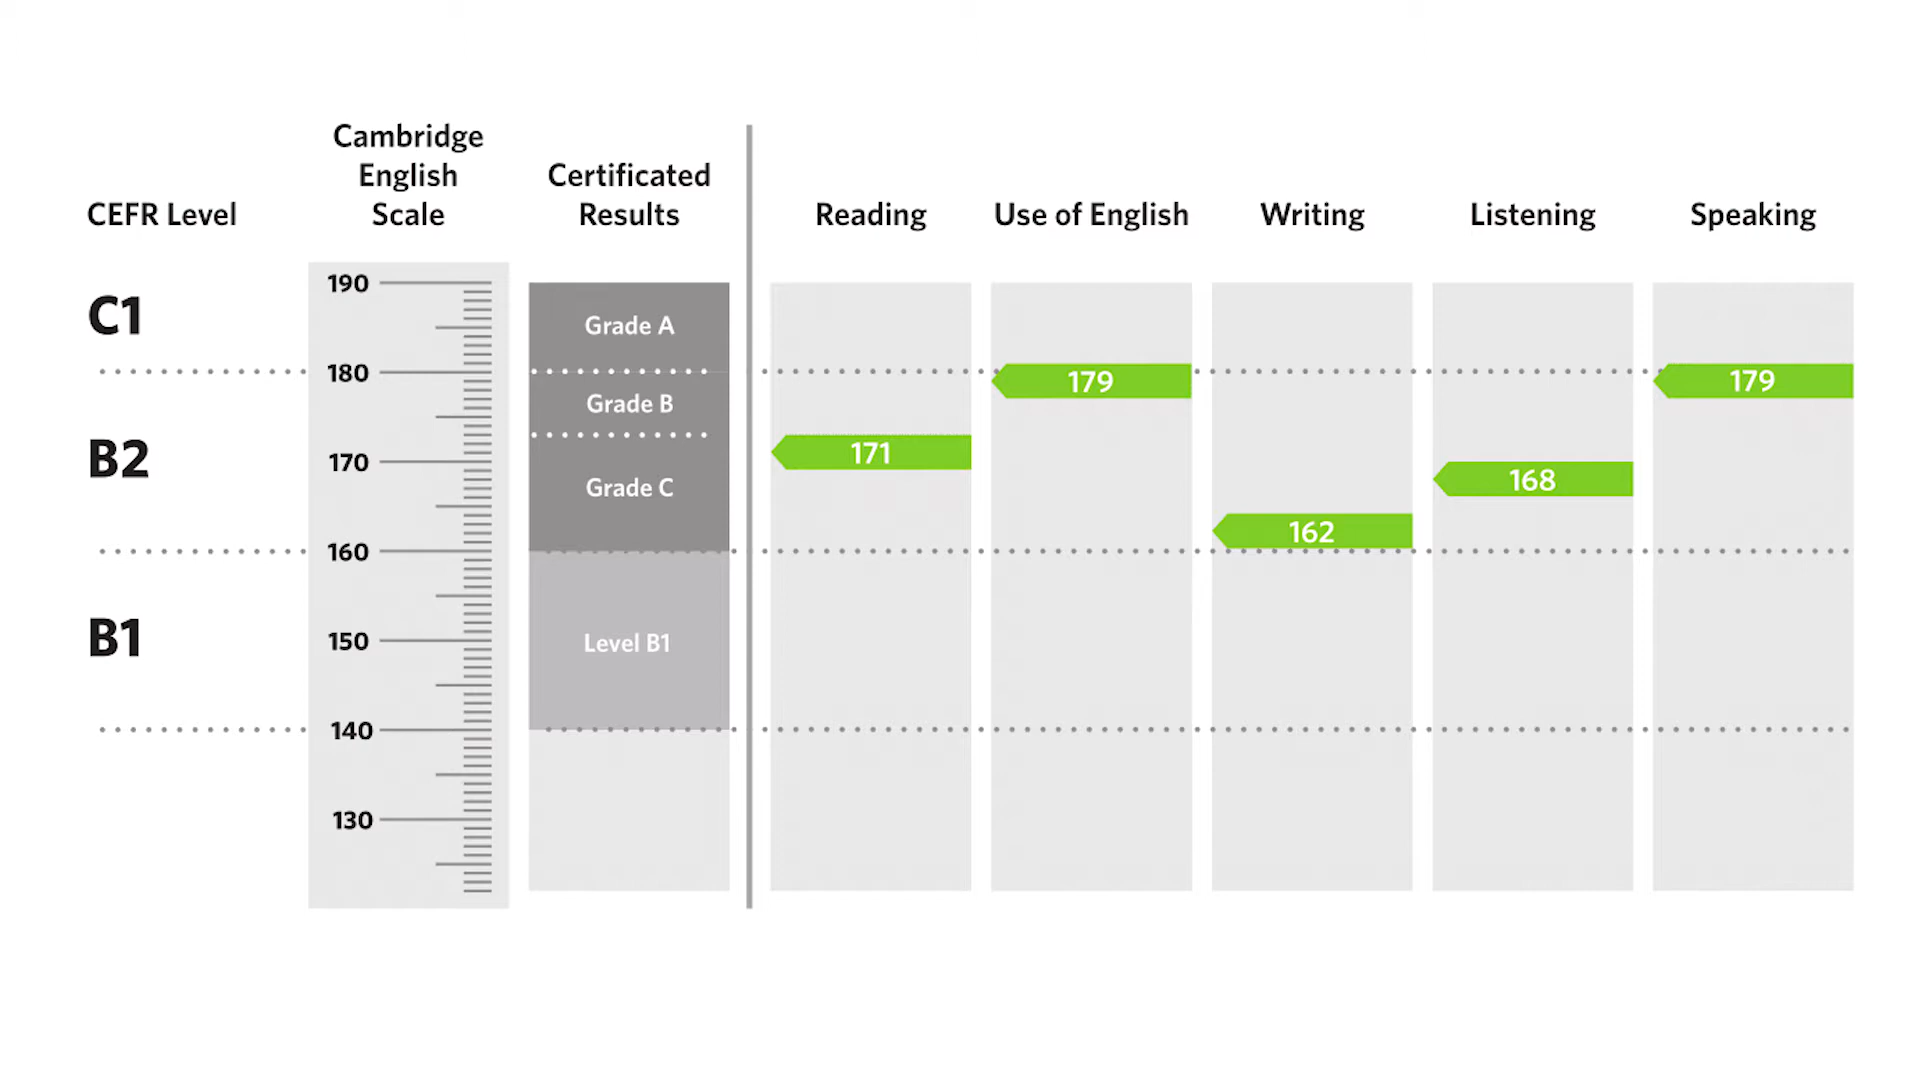 CEFR Level
Cambridge
English
Scale
Certificated
Results
Reading
Use of English
Writing
Listening
Speaking
C1
B2
B1
190
180
170
160
150
140
130
Grade A
Grade B
Grade C
Level B1
171
179
162
168
179